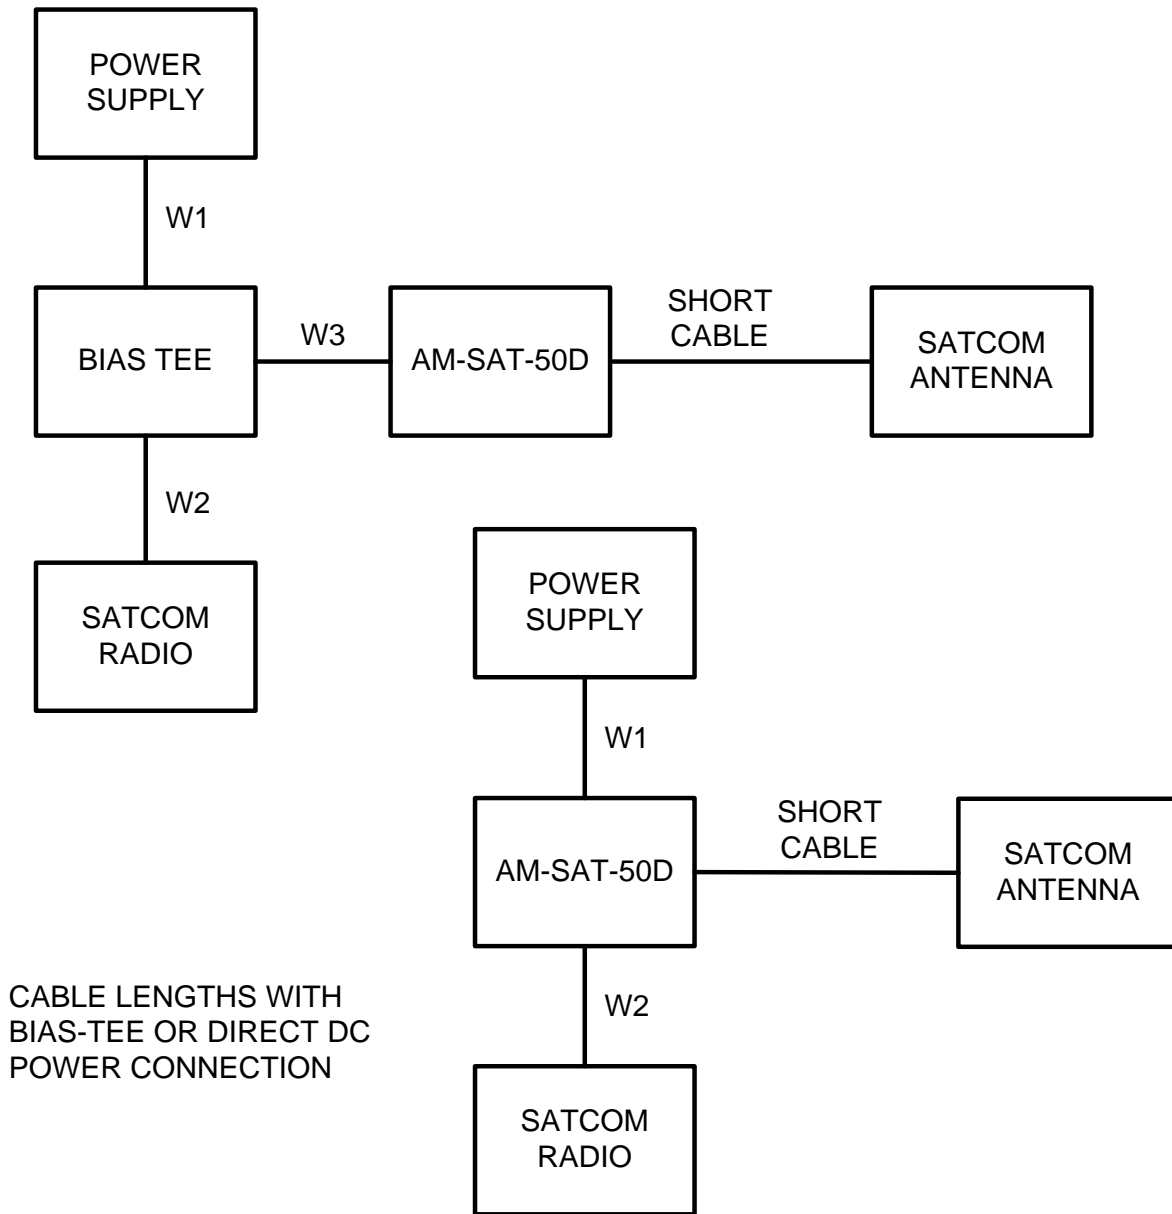 POWER
SUPPLY
W1
BIAS TEE
W3
AM-SAT-50D
SHORT
CABLE
SATCOM
ANTENNA
W2
SATCOM
RADIO
POWER
SUPPLY
W1
AM-SAT-50D
SHORT
CABLE
SATCOM
ANTENNA
W2
SATCOM
RADIO
CABLE LENGTHS WITH
BIAS-TEE OR DIRECT DC
POWER CONNECTION